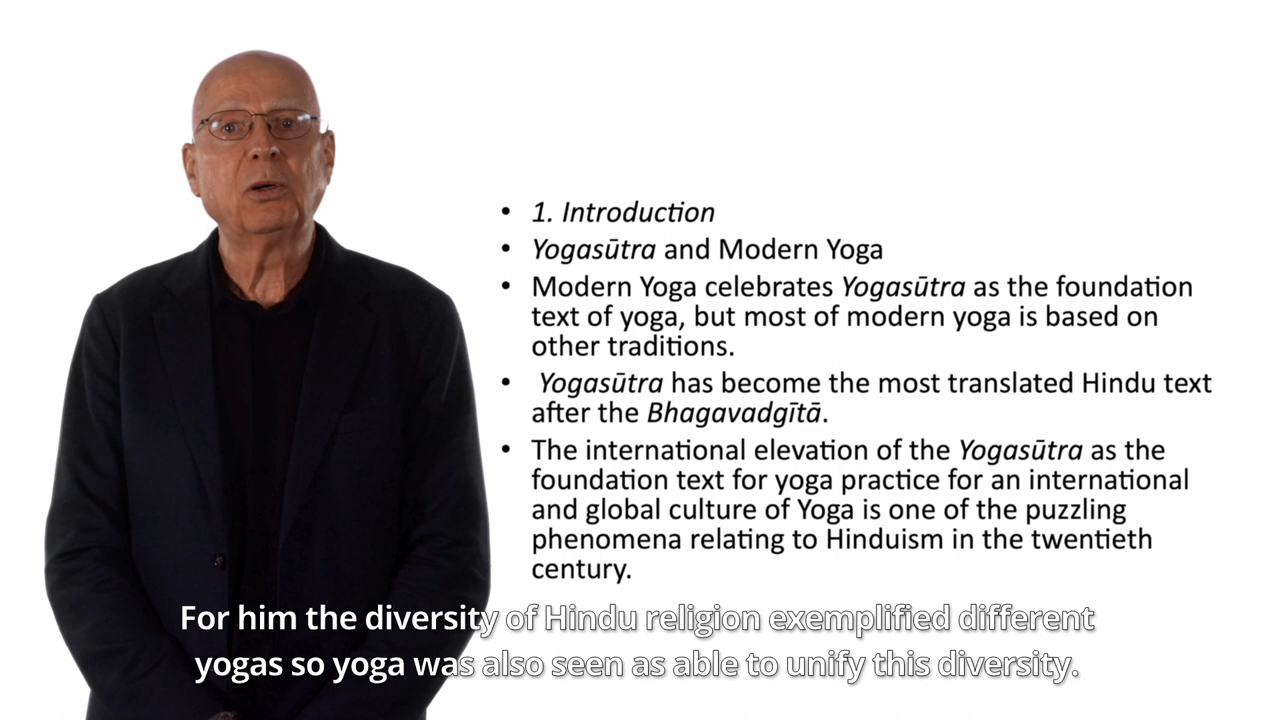 • 1. Introduction
• Yogasūtra and Modern Yoga
• Modern Yoga celebrates Yogasūtra as the foundation
text of yoga, but most of modern yoga is based on
other traditions.
• Yogasūtra has become the most translated Hindu text
after the Bhagavadgītā.
• The international elevation of the Yogasūtra as the
foundation text for yoga practice for an international
and global culture of Yoga is one of the puzzling
phenomena relating to Hinduism in the twentieth
century.
For him the diversity of Hindu religion exemplified different
yogas so yoga was also seen as able to unify this diversity.